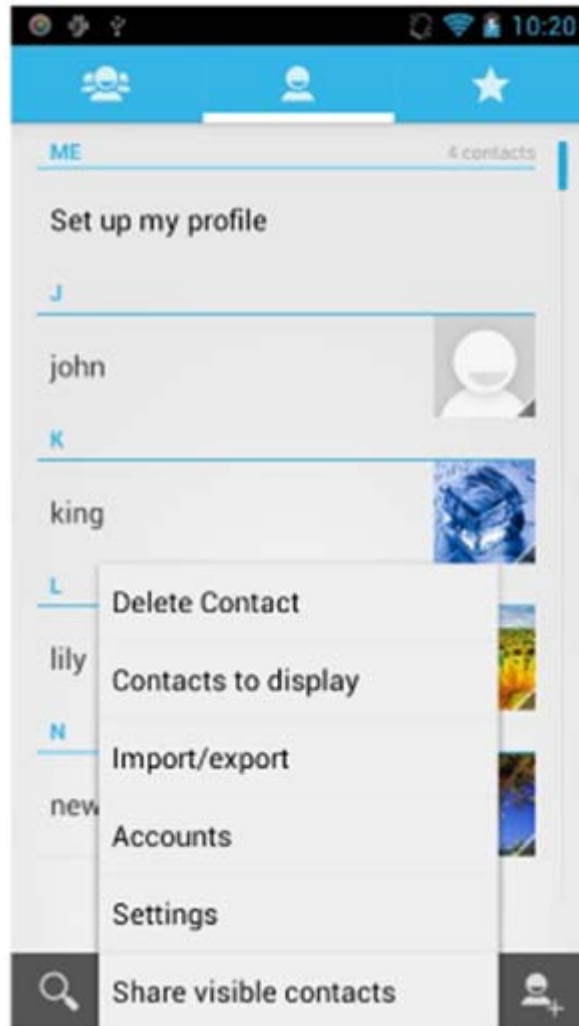 10:20
ME 4 contacts
Set up my profile
J
john
K
king
L
lily
N
new
Delete Contact
Contacts to display
Import/export
Accounts
Settings
Share visible contacts